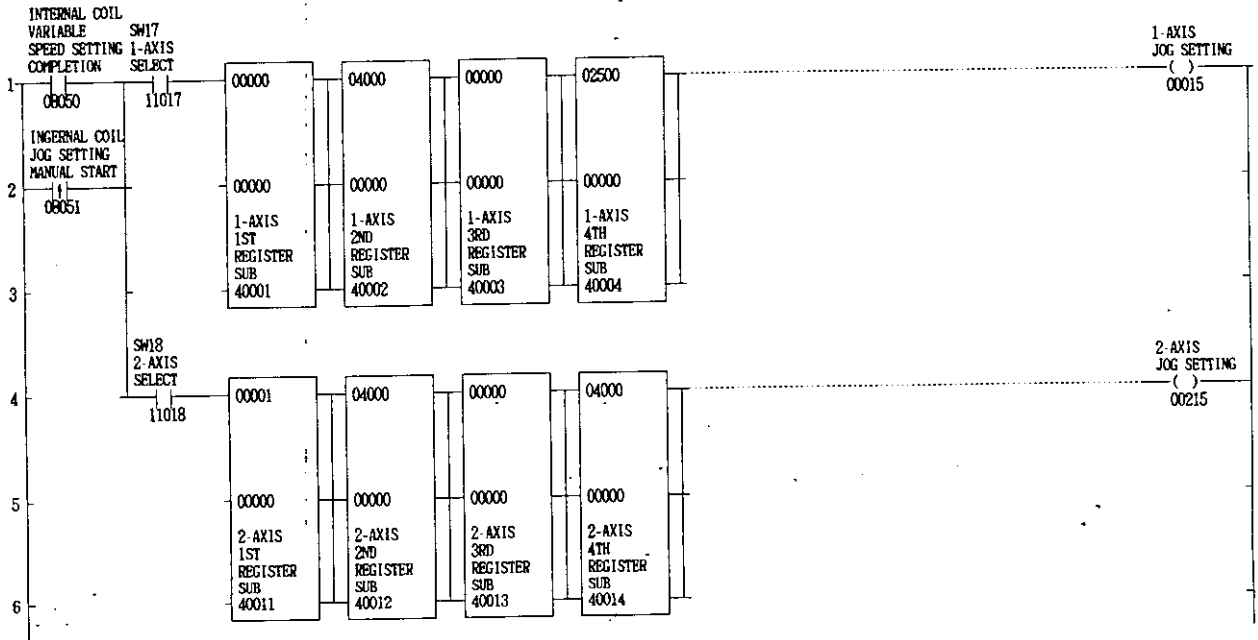 INTERNAL COIL
VARIABLE
SPEED SETTING
COMPLETION
0B050
SW17
1-AXIS
SELECT
11017
00000
00000
1-AXIS
1ST
REGISTER
SUB
40001
04000
00000
1-AXIS
2ND
REGISTER
SUB
40002
00000
00000
1-AXIS
3RD
REGISTER
SUB
40003
02500
00000
1-AXIS
4TH
REGISTER
SUB
40004
1-AXIS
JOG SETTING
( )
00015
1
INGERNAL COIL
JOG SETTING
MANUAL START
0B051
2
3
SW18
2-AXIS
SELECT
11018
00001
00000
2-AXIS
1ST
REGISTER
SUB
40011
04000
00000
2-AXIS
2ND
REGISTER
SUB
40012
00000
00000
2-AXIS
3RD
REGISTER
SUB
40013
04000
00000
2-AXIS
4TH
REGISTER
SUB
40014
2-AXIS
JOG SETTING
( )
00215
4
5
6